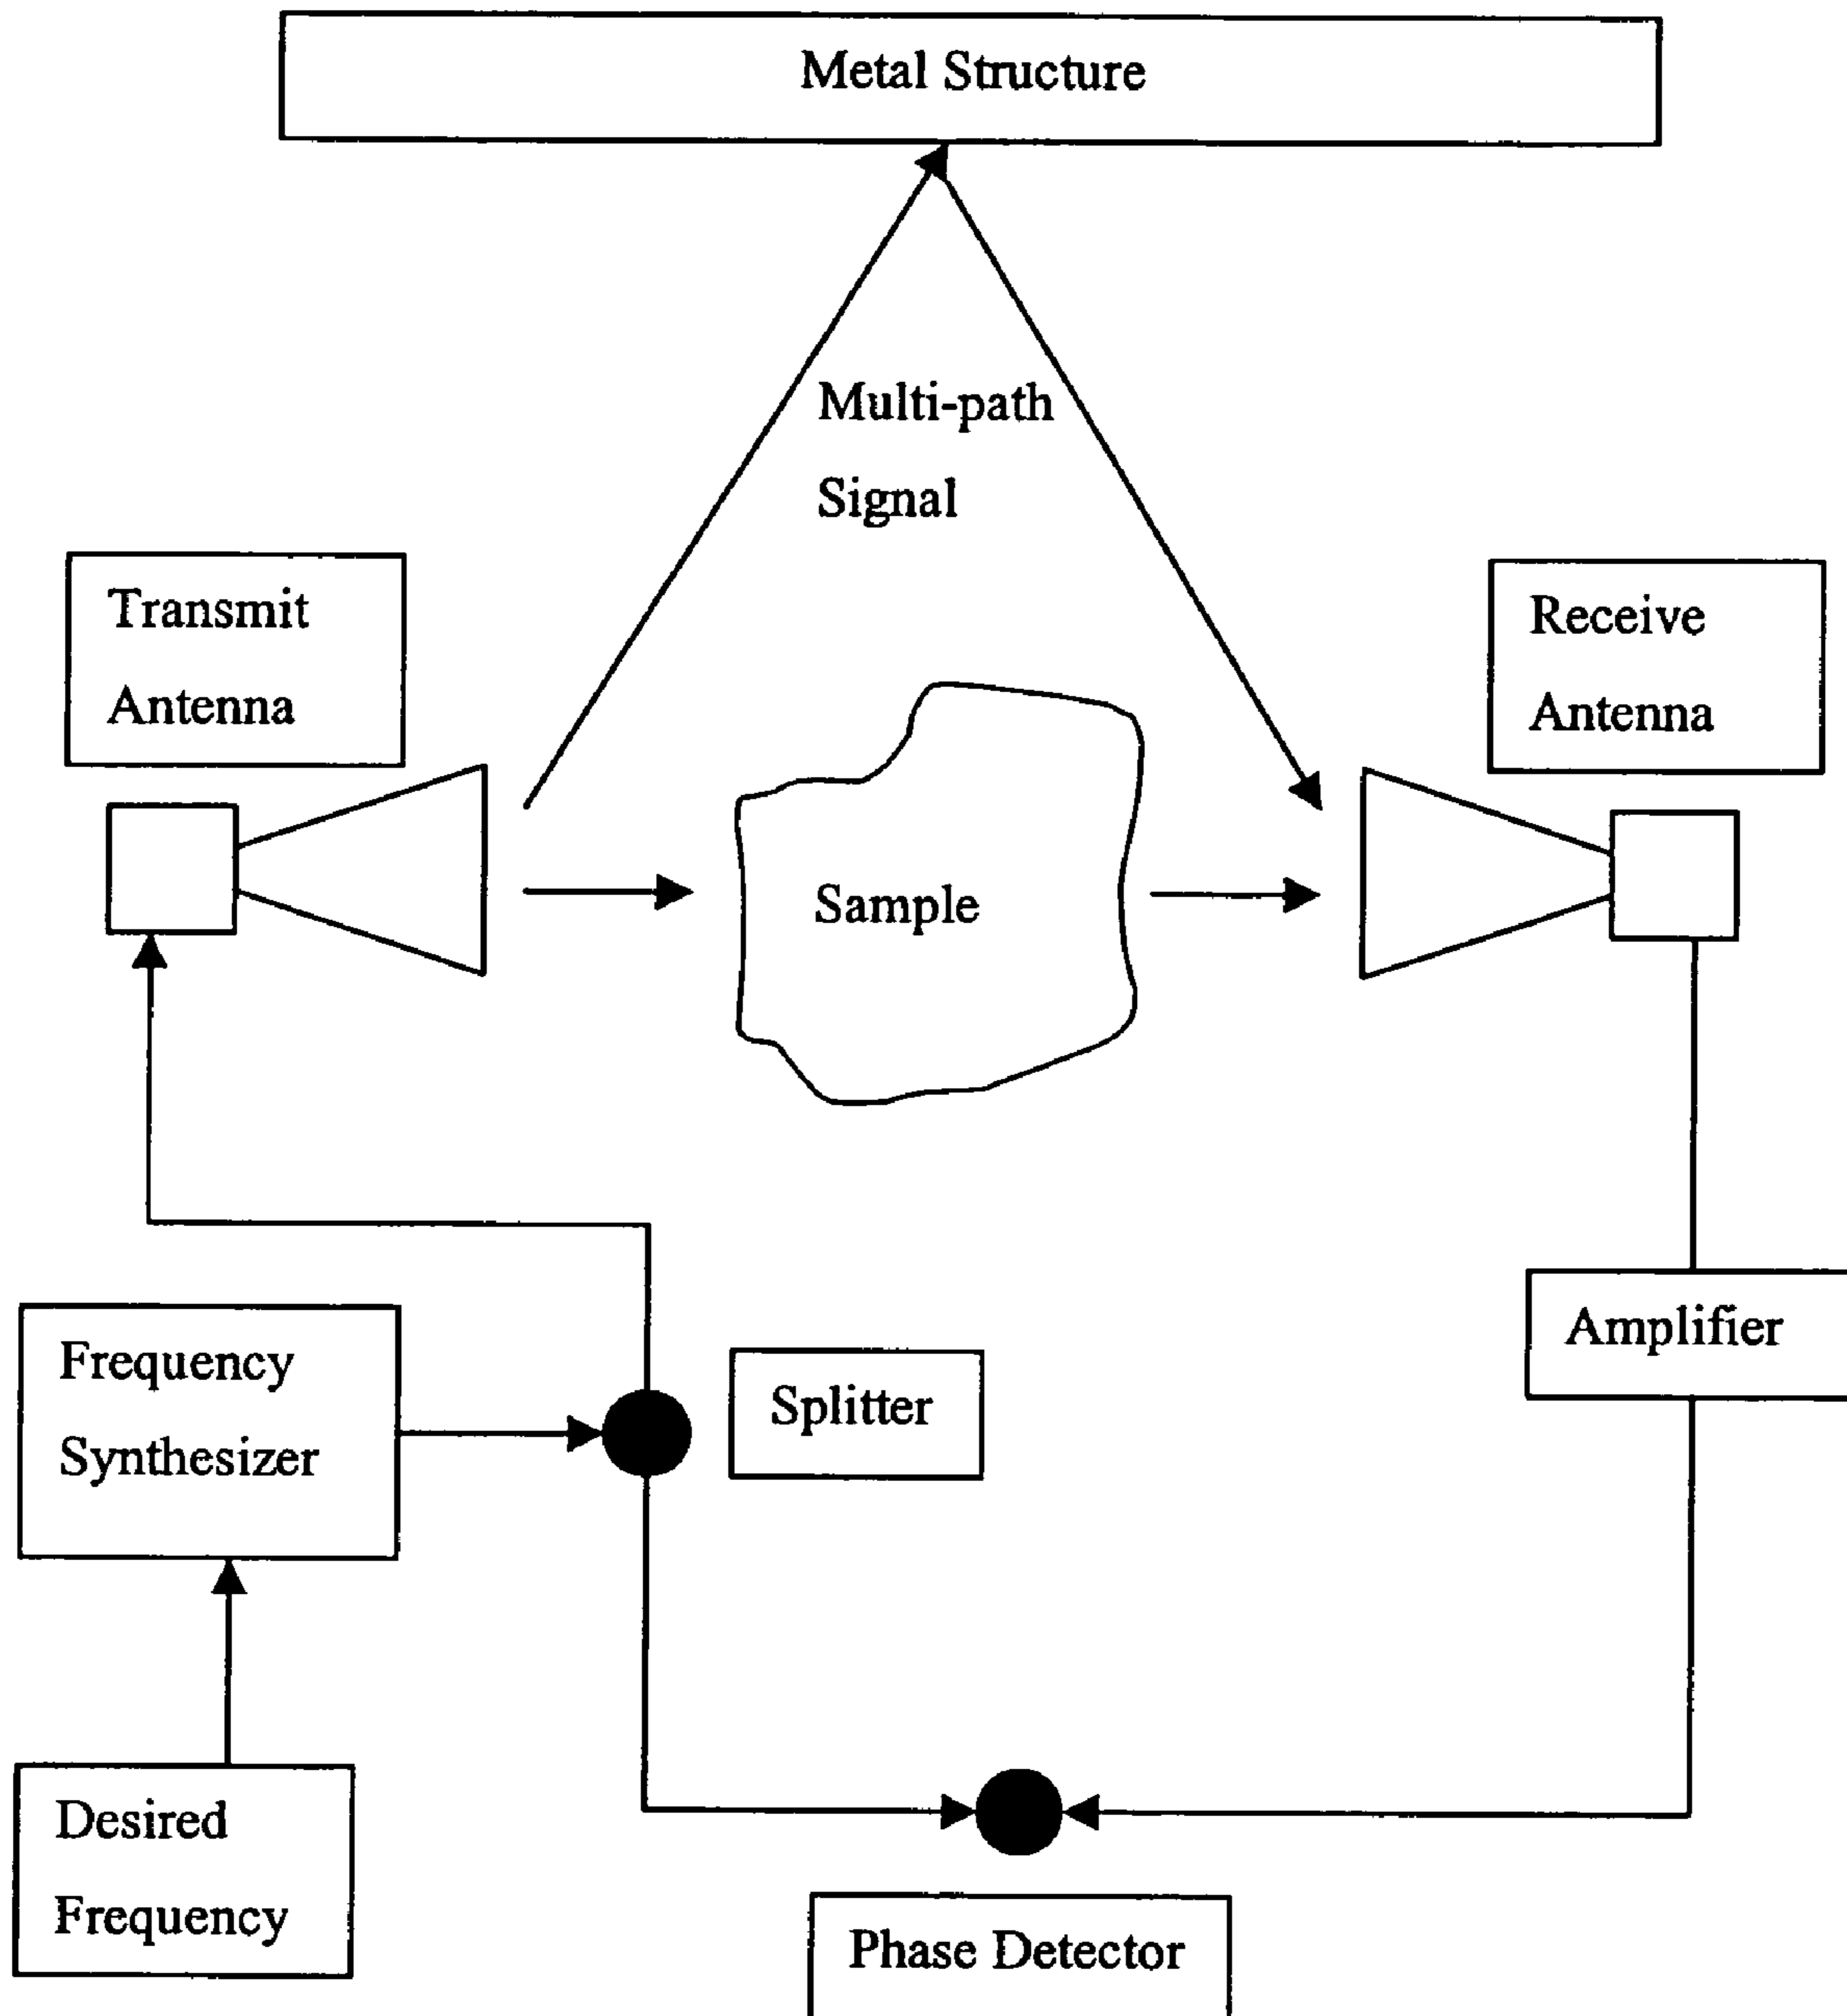 Metal Structure
Multi-path
Signal
Transmit
Antenna
Receive
Antenna
Sample
Amplifier
Frequency
Synthesizer
Splitter
Desired
Frequency
Phase Detector